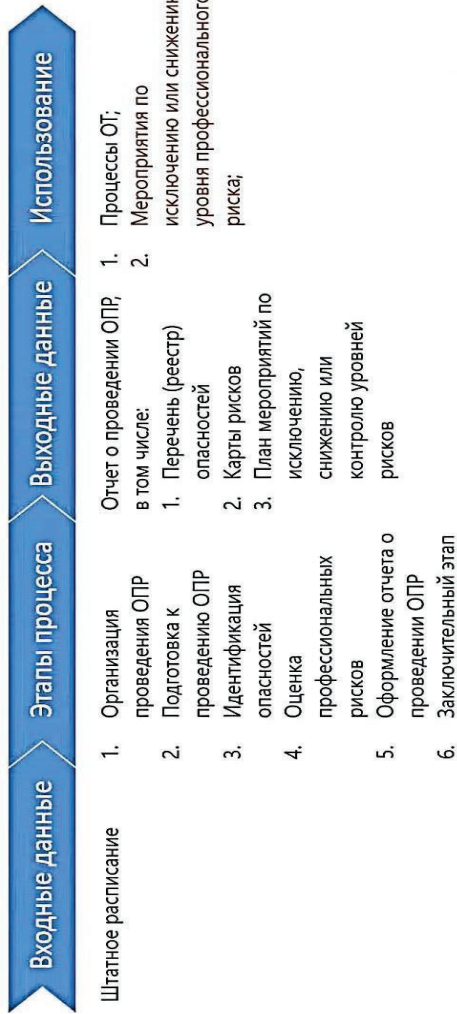 Входные данные
Этапы процесса
Выходные данные
Использование
Штатное расписание
1. Организация
проведения ОПР
2. Подготовка к
проведению ОПР
3. Идентификация
опасностей
4. Оценка
профессиональных
рисков
5. Оформление отчета о
проведении ОПР
6. Заключительный этап
Отчет о проведении ОПР,
в том числе:
1. Перечень (реестр)
опасностей
2. Карты рисков
3. План мероприятий по
исключению,
снижению или
контролю уровней
рисков
1. Процессы ОТ;
2. Мероприятия по
исключению или снижени
уровня профессионального
риска;